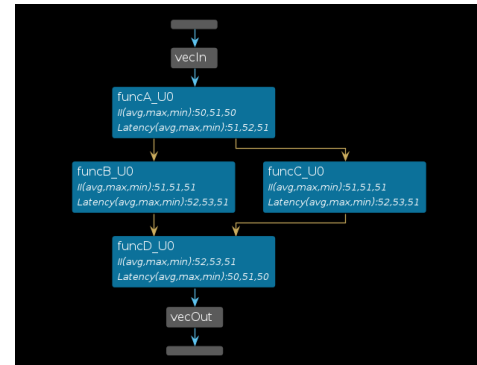 vecIn
funcA_U0
II(avg,max,min):50,51,50
Latency(avg,max,min):51,52,51
funcB_U0
II(avg,max,min):51,51,51
Latency(avg,max,min):52,53,51
funcC_U0
II(avg,max,min):51,51,51
Latency(avg,max,min):52,53,51
funcD_U0
II(avg,max,min):52,53,51
Latency(avg,max,min):50,51,50
vecOut